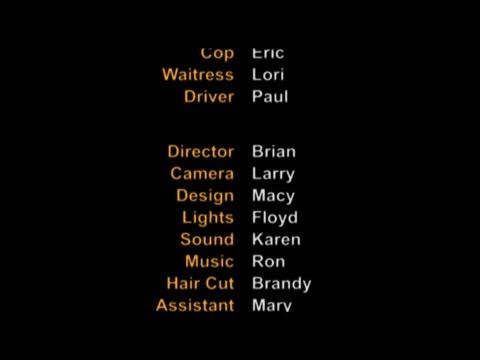 Cop Eric
Waitress Lori
Driver Paul
Director Brian
Camera Larry
Design Macy
Lights Floyd
Sound Karen
Music Ron
Hair Cut Brandy
Assistant